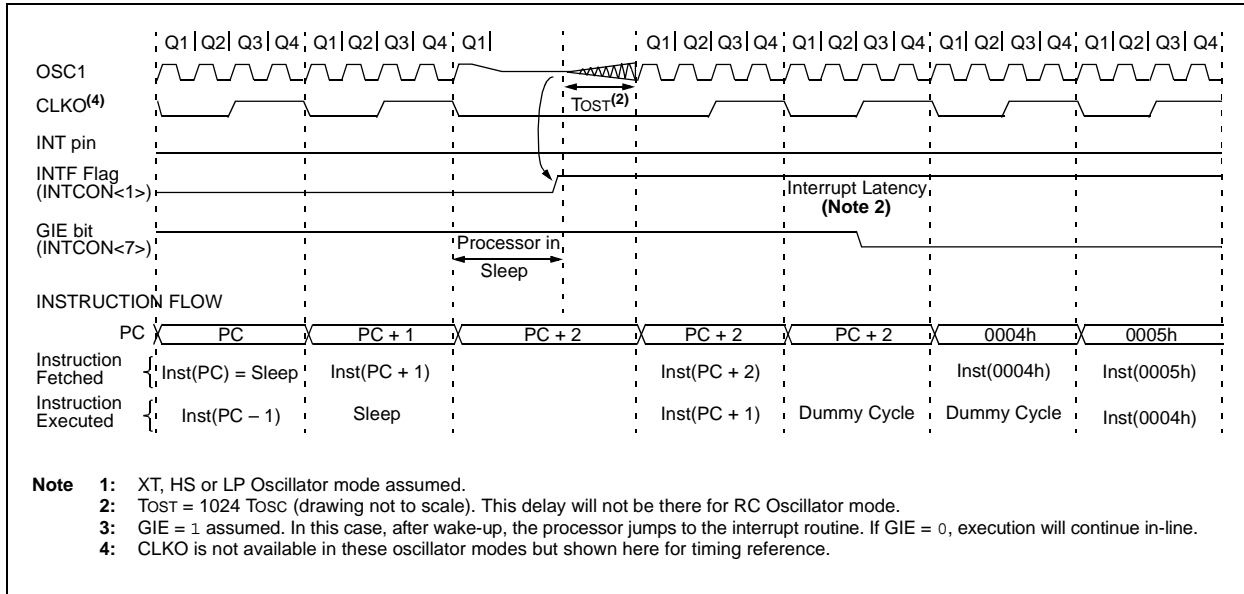 Q1 Q2 Q3 Q4 Q1 Q2 Q3 Q4 Q1 Q1 Q2 Q3 Q4 Q1 Q2 Q3 Q4 Q1 Q2 Q3 Q4 Q1 Q2 Q3 Q4
OSC1
CLKO(4)
TOST(2)
INT pin
INTF Flag
(INTCON<1>)
Interrupt Latency
(Note 2)
GIE bit
(INTCON<7>)
Processor in
Sleep
INSTRUCTION FLOW
PC PC PC + 1 PC + 2 PC + 2 PC + 2 0004h 0005h
Instruction
Fetched
Inst(PC) = Sleep Inst(PC + 1) Inst(PC + 2) Inst(0004h) Inst(0005h)
Instruction
Executed
Inst(PC – 1) Sleep Inst(PC + 1) Dummy Cycle Dummy Cycle Inst(0004h)
Note 1: XT, HS or LP Oscillator mode assumed.
2: TOST = 1024 TOSC (drawing not to scale). This delay will not be there for RC Oscillator mode.
3: GIE = 1 assumed. In this case, after wake-up, the processor jumps to the interrupt routine. If GIE = 0, execution will continue in-line.
4: CLKO is not available in these oscillator modes but shown here for timing reference.